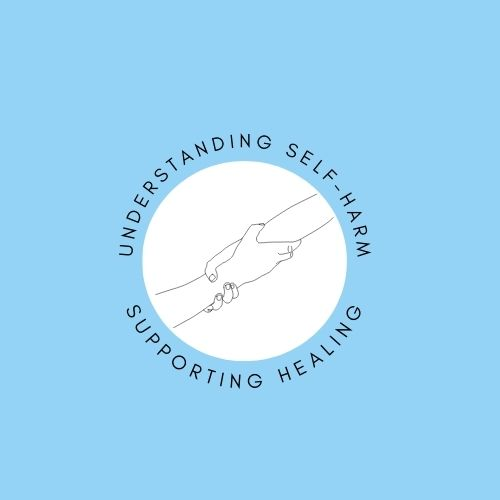 UNDERSTANDING SELF-HARM
SUPPORTING HEALING